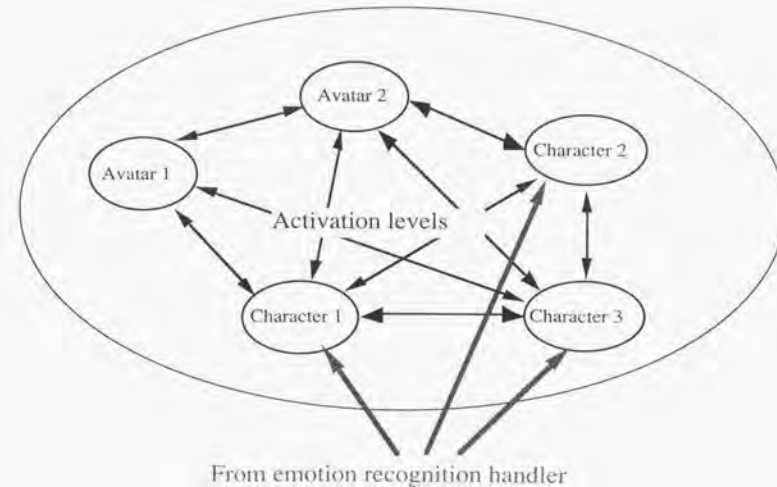 Avatar 2
Character 2
Avatar 1
Activation levels
Character 1
Character 3
From emotion recognition handler